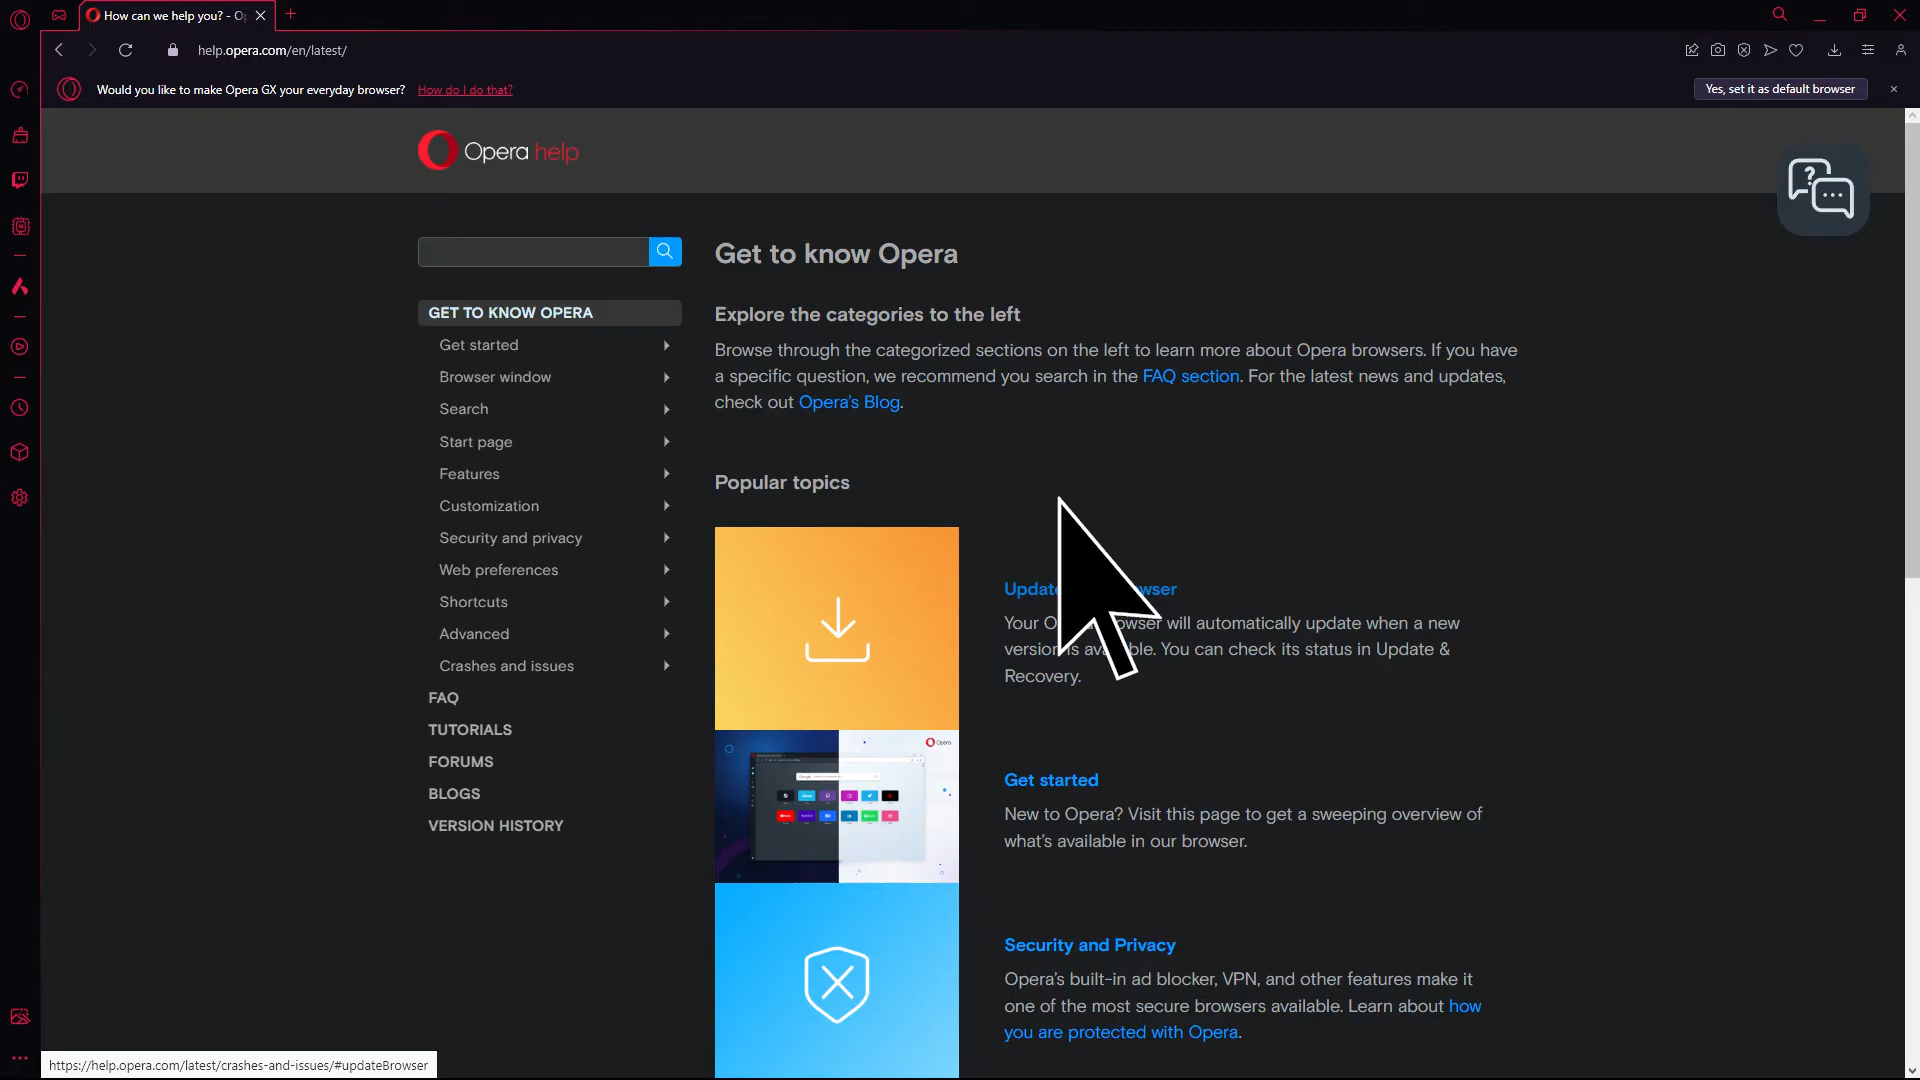 How can we help you? - Op
help.opera.com/en/latest/
Would you like to make Opera GX your everyday browser? How do I do that?
Yes, set it as default browser
Opera help
Get to know Opera
GET TO KNOW OPERA
Get started
Browser window
Search
Start page
Features
Customization
Security and privacy
Web preferences
Shortcuts
Advanced
Crashes and issues
FAQ
TUTORIALS
FORUMS
BLOGS
VERSION HISTORY
Explore the categories to the left
Browse through the categorized sections on the left to learn more about Opera browsers. If you have
a specific question, we recommend you search in the FAQ section. For the latest news and updates,
check out Opera's Blog.
Popular topics
Opera
Update wser
Your O owser will automatically update when a new
version is ava ble. You can check its status in Update &
Recovery.
Get started
New to Opera? Visit this page to get a sweeping overview of
what's available in our browser.
Security and Privacy
Opera's built-in ad blocker, VPN, and other features make it
one of the most secure browsers available. Learn about how
you are protected with Opera.
https://help.opera.com/latest/crashes-and-issues/#updateBrowser